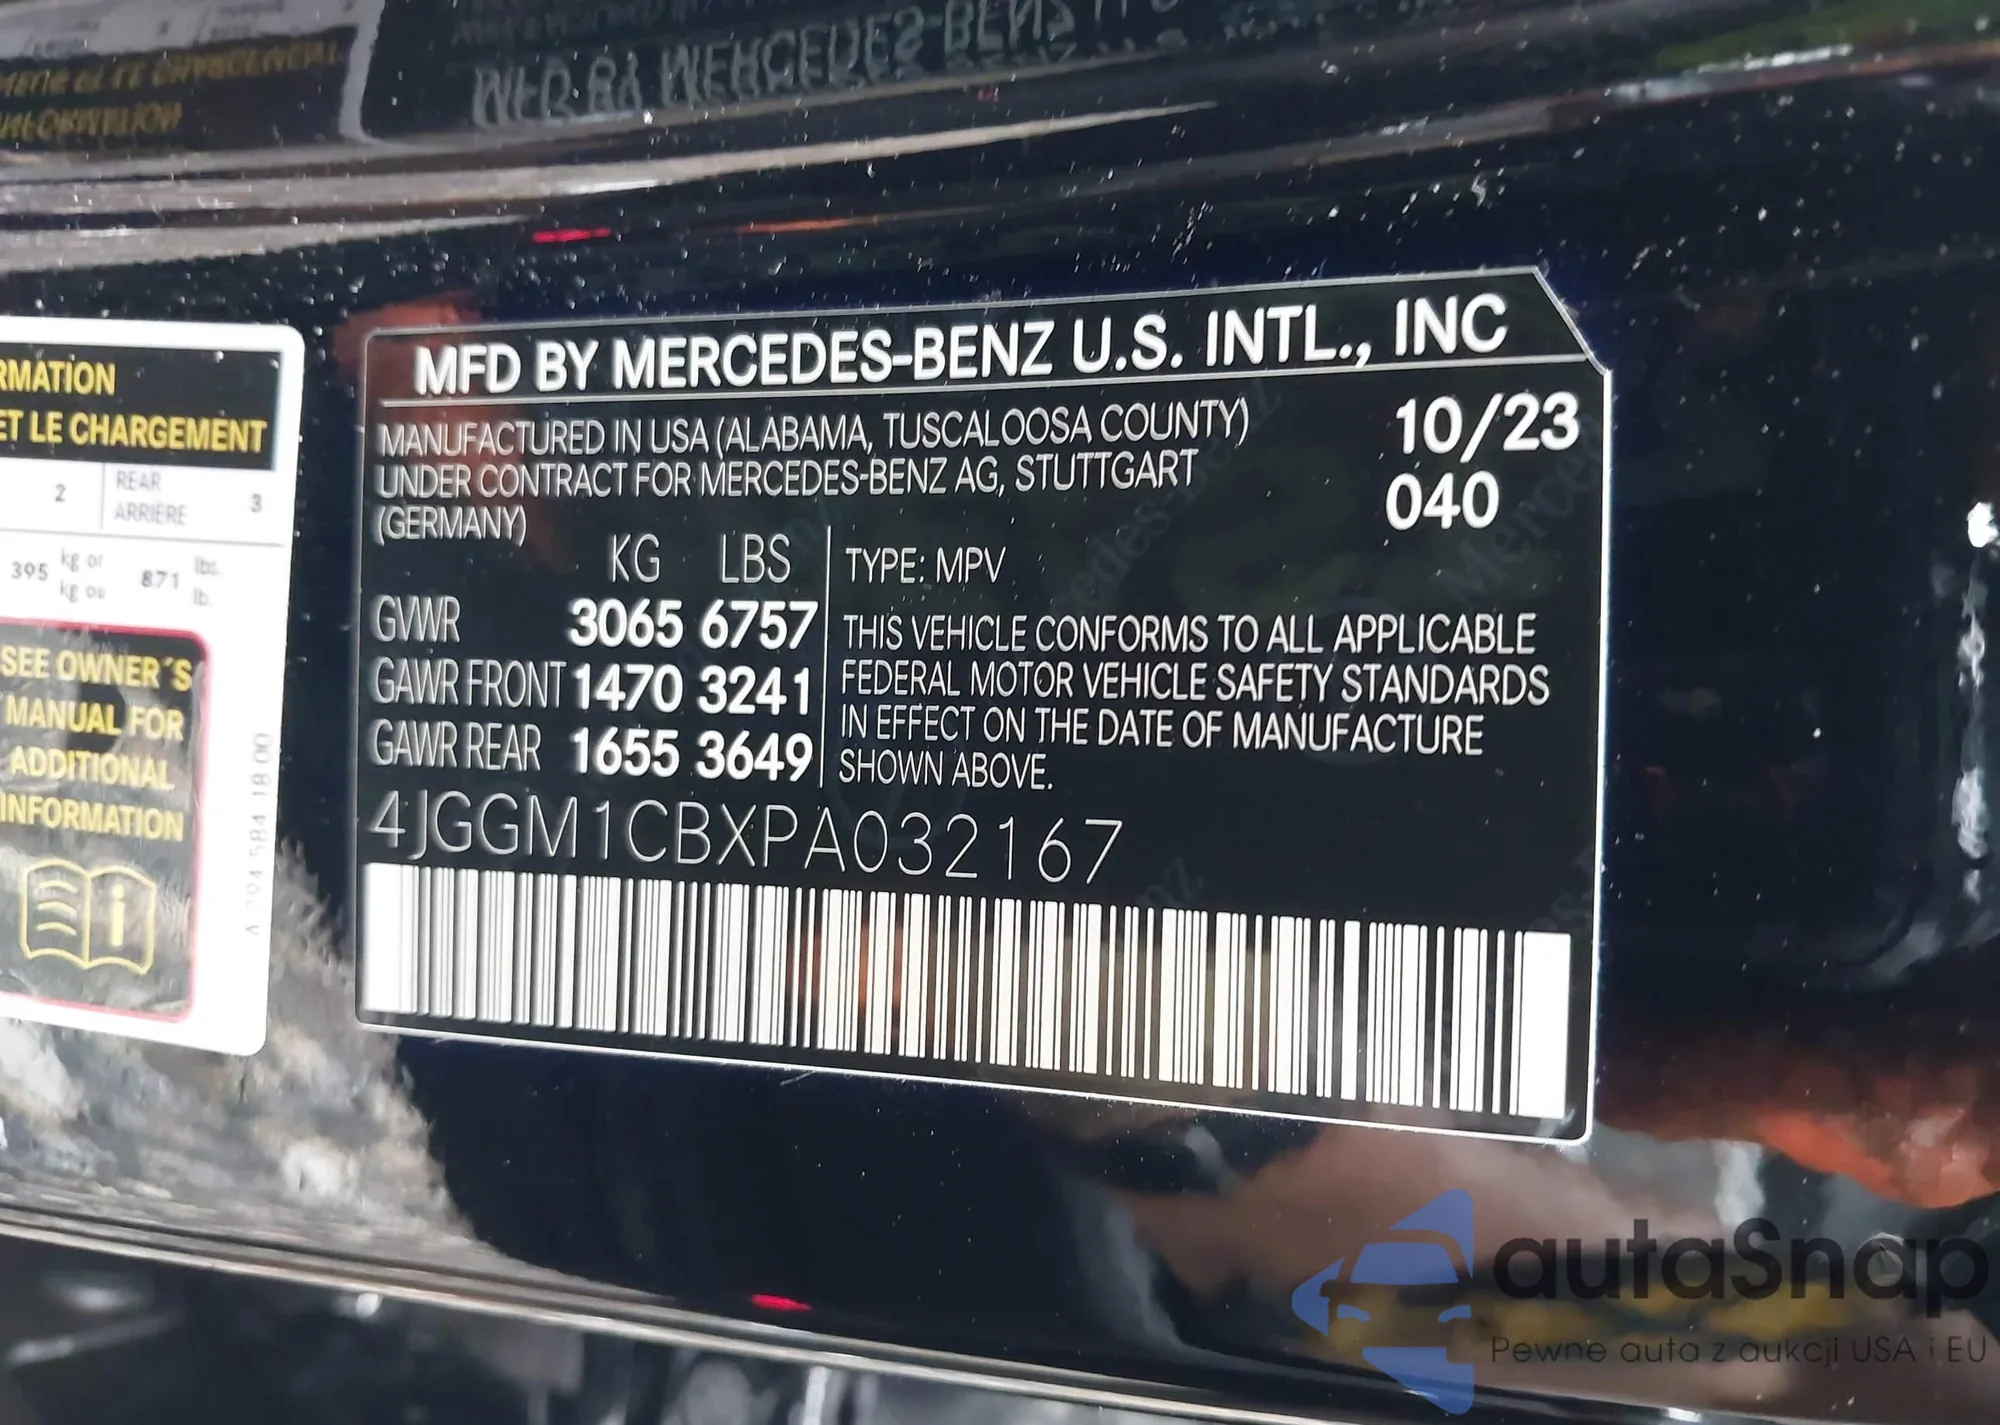 RMATION
ET LE CHARGEMENT
2
REAR
ARRIÈRE
3
395
kg or
kg ou
871
lbs.
lb.
SEE OWNER´S
MANUAL FOR
ADDITIONAL
INFORMATION
MFD BY MERCEDES-BENZ U.S. INTL., INC
MANUFACTURED IN USA (ALABAMA, TUSCALOOSA COUNTY)
UNDER CONTRACT FOR MERCEDES-BENZ AG, STUTTGART
(GERMANY)
10/23
040
KG LBS
GVWR 3065 6757
GAWR FRONT 1470 3241
GAWR REAR 1655 3649
TYPE: MPV
THIS VEHICLE CONFORMS TO ALL APPLICABLE
FEDERAL MOTOR VEHICLE SAFETY STANDARDS
IN EFFECT ON THE DATE OF MANUFACTURE
SHOWN ABOVE.
4JGGM1CBXPA032167
autaSnap
Pewne auta z aukcji USA i EU